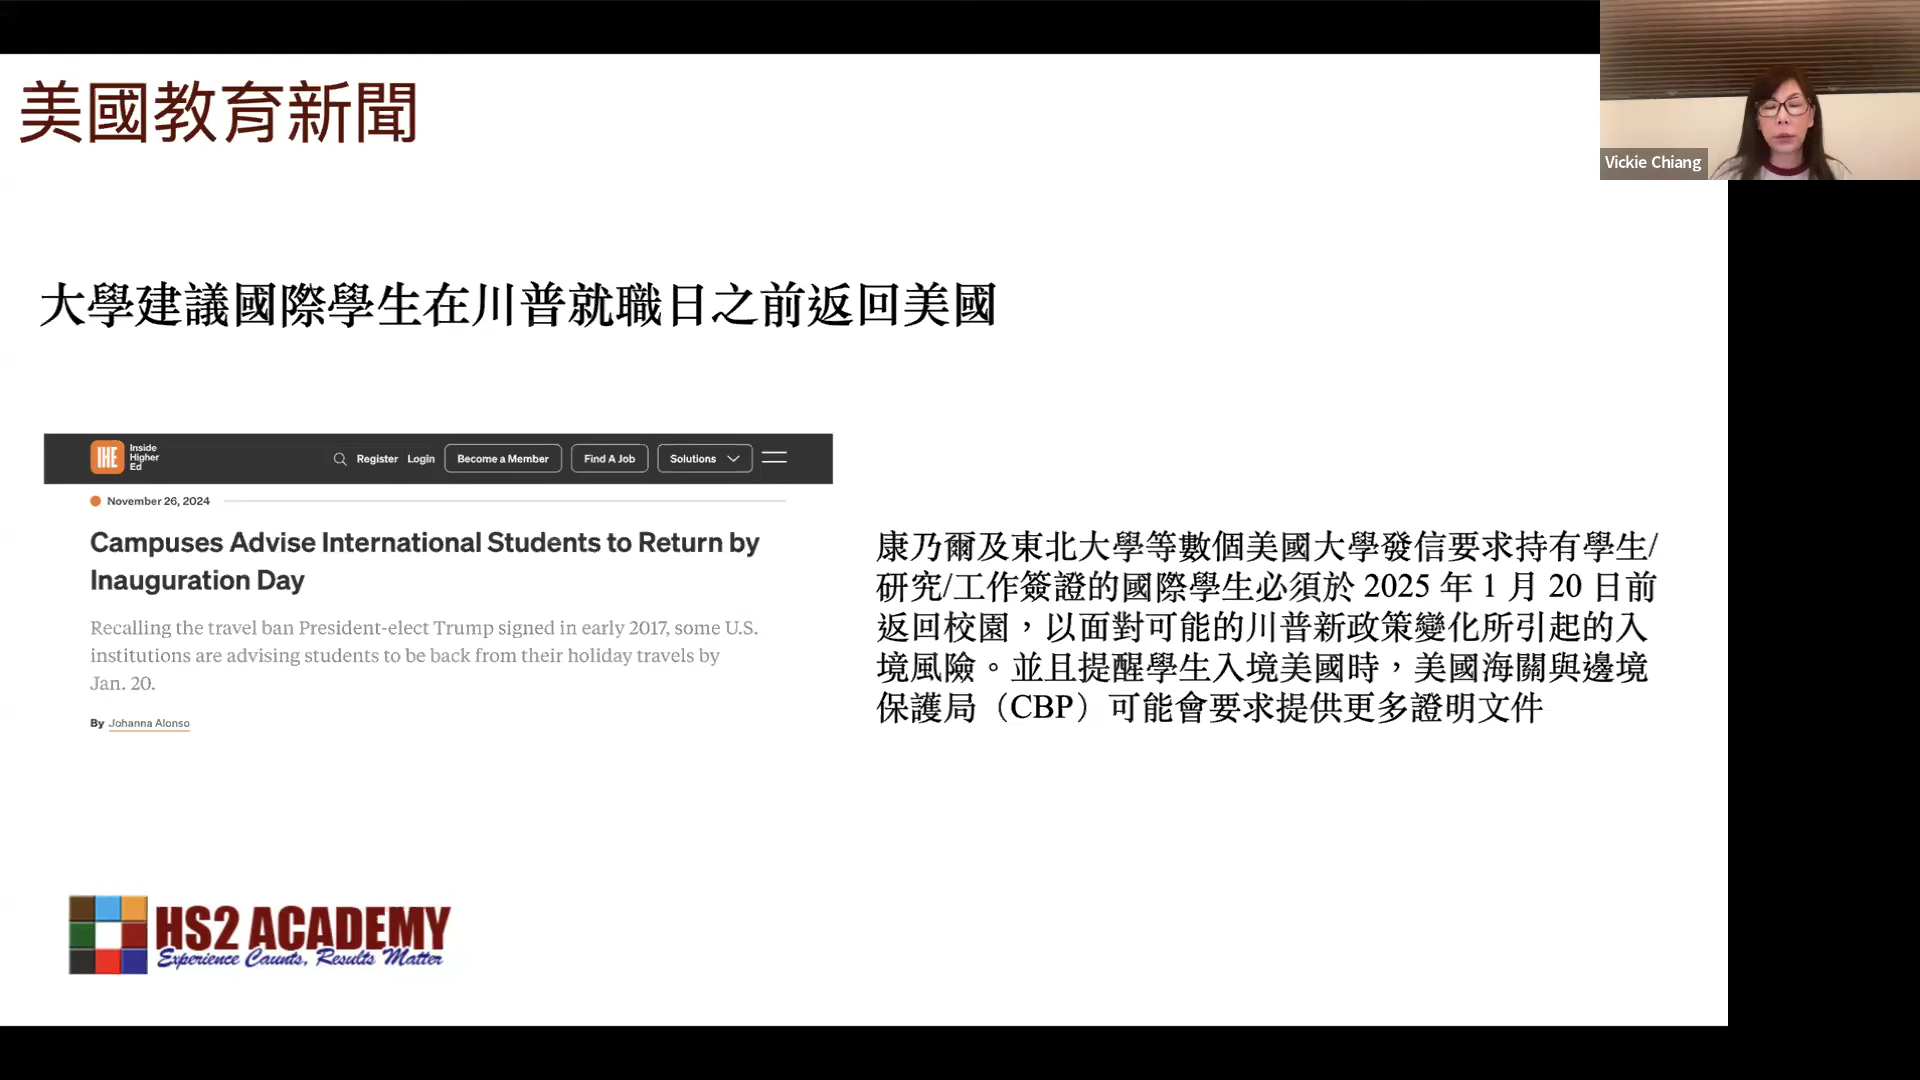 美國教育新聞
Vickie Chiang
大學建議國際學生在川普就職日之前返回美國
IHE
Inside
Higher
Ed
Register Login Become a Member Find A Job Solutions
November 26, 2024
Campuses Advise International Students to Return by
Inauguration Day
Recalling the travel ban President-elect Trump signed in early 2017, some U.S.
institutions are advising students to be back from their holiday travels by
Jan. 20.
By Johanna Alonso
康乃爾及東北大學等數個美國大學發信要求持有學生/
研究/工作簽證的國際學生必須於 2025 年 1 月 20 日前
返回校園，以面對可能的川普新政策變化所引起的入
境風險。並且提醒學生入境美國時，美國海關與邊境
保護局（CBP）可能會要求提供更多證明文件
HS2 ACADEMY
Experience Counts, Results Matter